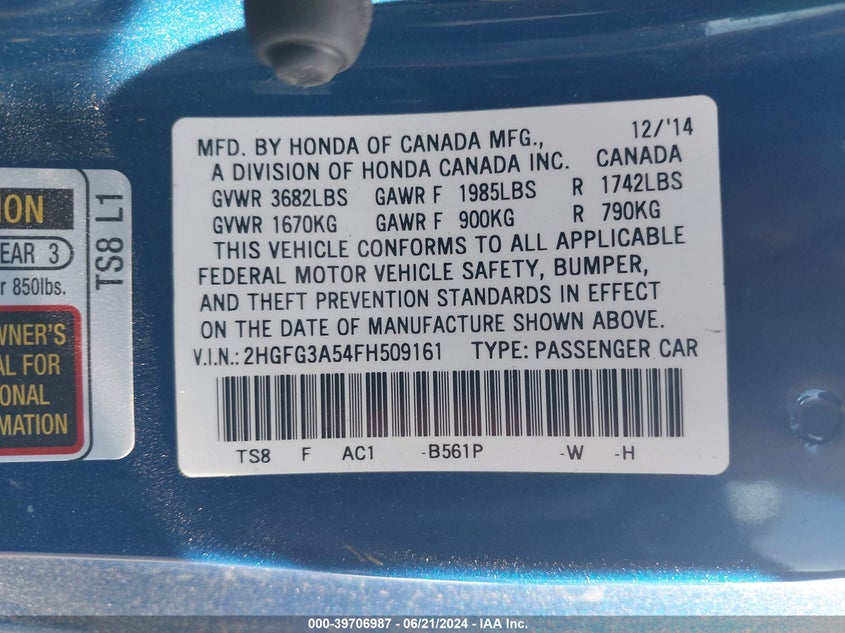 MFD. BY HONDA OF CANADA MFG., 12/'14
A DIVISION OF HONDA CANADA INC. CANADA
GVWR 3682LBS GAWR F 1985LBS R 1742LBS
GVWR 1670KG GAWR F 900KG R 790KG
THIS VEHICLE CONFORMS TO ALL APPLICABLE
FEDERAL MOTOR VEHICLE SAFETY, BUMPER,
AND THEFT PREVENTION STANDARDS IN EFFECT
ON THE DATE OF MANUFACTURE SHOWN ABOVE.
V.I.N.: 2HGFG3A54FH509161 TYPE: PASSENGER CAR
TS8 F AC1 -B561P -W -H
TS8 L1
ION
EAR 3
r 850lbs.
WNER'S
AL FOR
ONAL
MATION
000-39706987 - 06/21/2024 - IAA Inc.